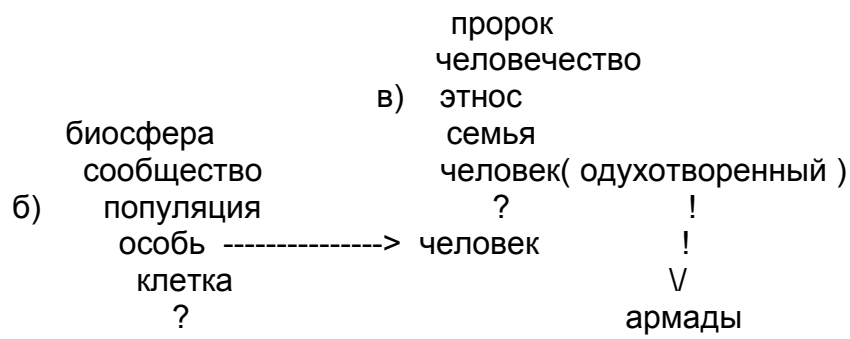 пророк
человечество
в) этнос
биосфера семья
сообщество человек( одухотворенный )
б) популяция ? !
особь ---------------> человек !
клетка \/
? армады